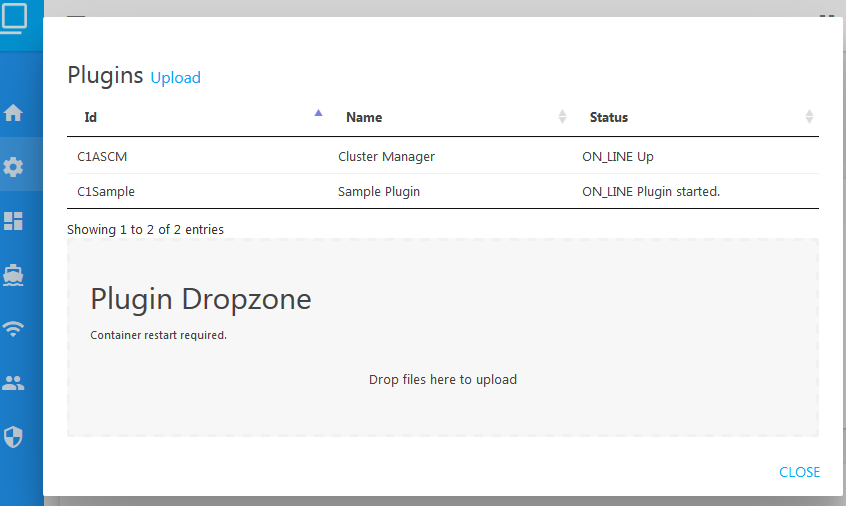 Plugins Upload
Id Name Status
C1ASCM Cluster Manager ON_LINE Up
C1Sample Sample Plugin ON_LINE Plugin started.
Showing 1 to 2 of 2 entries
Plugin Dropzone
Container restart required.
Drop files here to upload
CLOSE